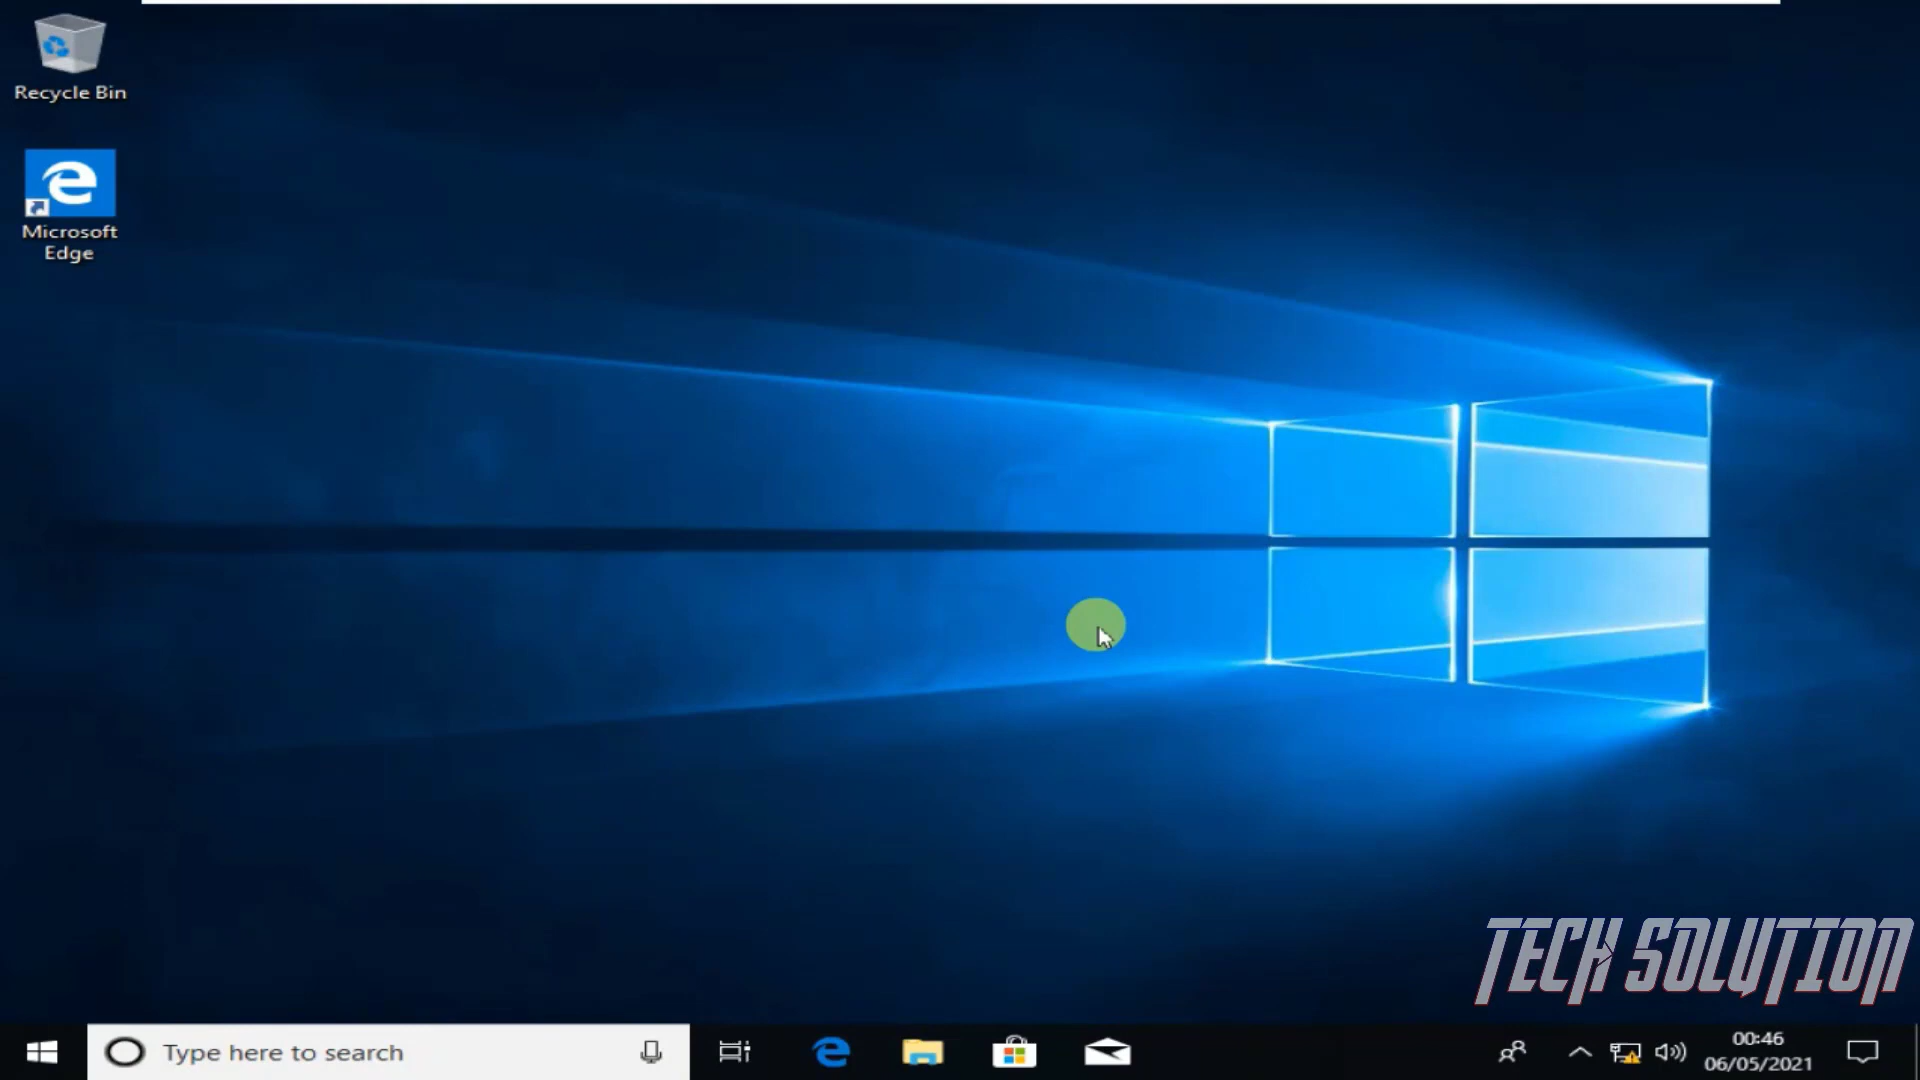 Recycle Bin
Microsoft
Edge
TECH SOLUTION
Type here to search
00:46
06/05/2021